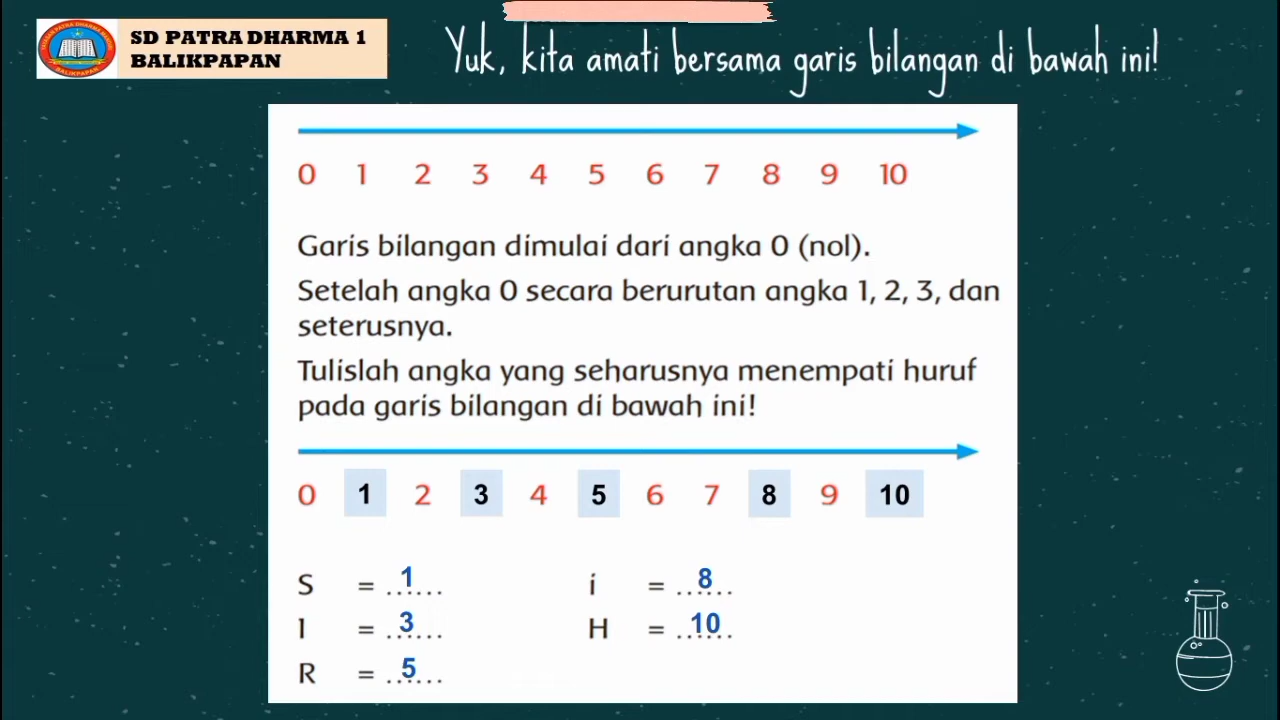 SD PATRA DHARMA 1
BALIKPAPAN
Yuk, kita amati bersama garis bilangan di bawah ini!
0 1 2 3 4 5 6 7 8 9 10
Garis bilangan dimulai dari angka 0 (nol).
Setelah angka 0 secara berurutan angka 1, 2, 3, dan
seterusnya.
Tulislah angka yang seharusnya menempati huruf
pada garis bilangan di bawah ini!
0 1 2 3 4 5 6 7 8 9 10
S = 1 i = 8
I = 3 H = 10
R = 5